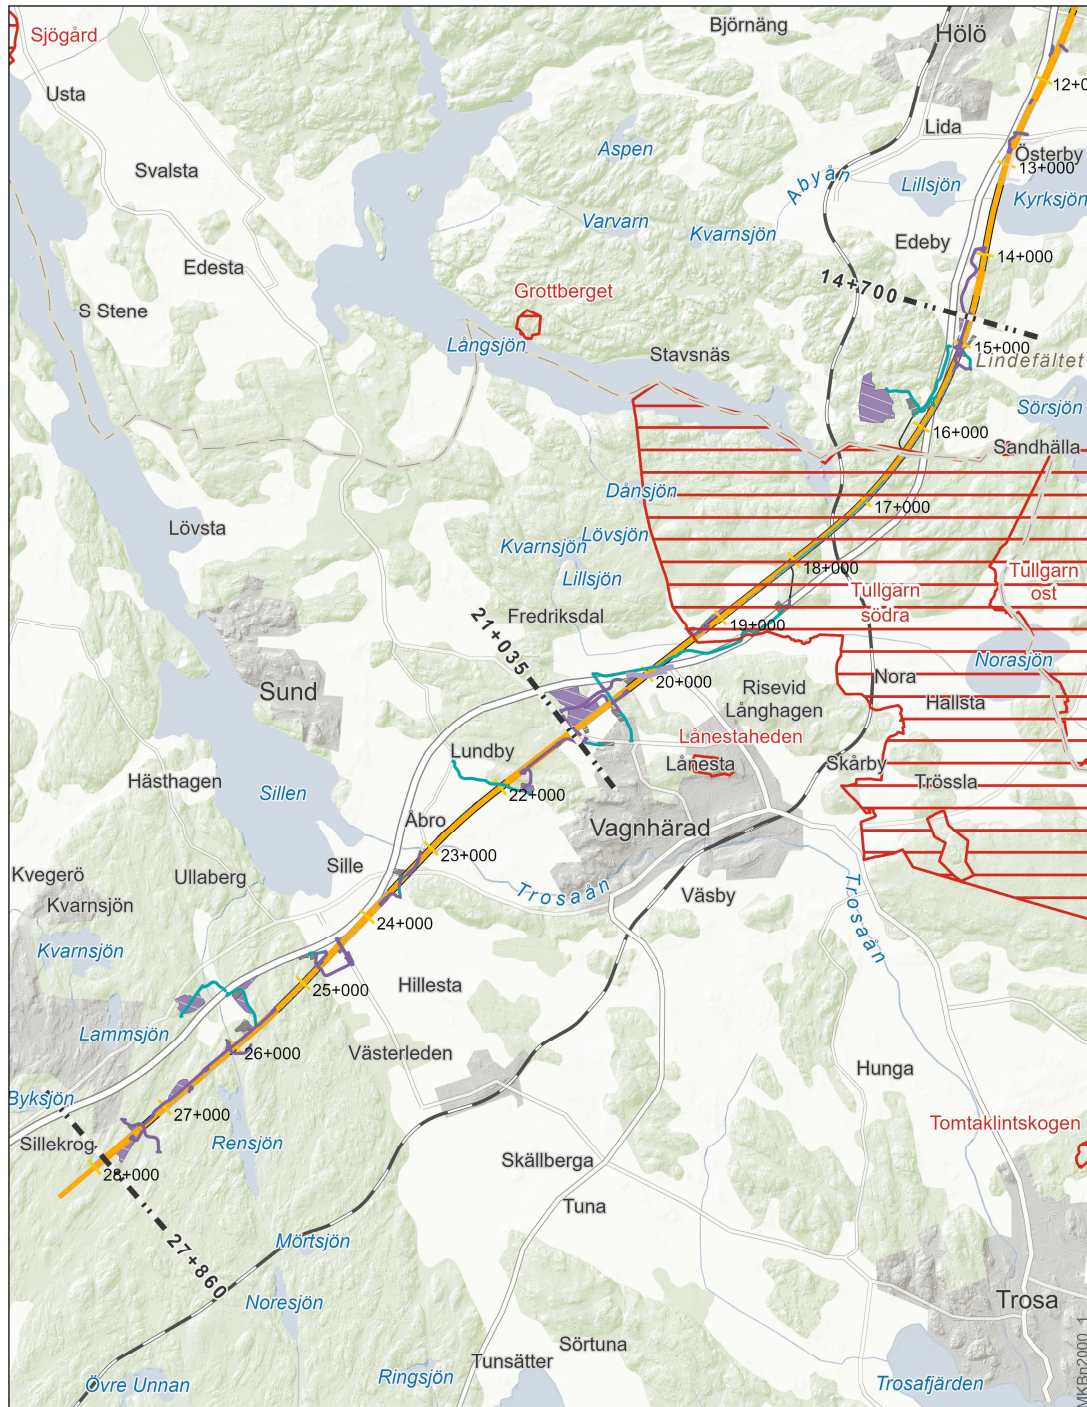 Björnäng
Hölö
Sjögård
Usta
12+0
Lida
Aspen
Österby
13+000
Svalsta
Åbyån
Lillsjön
Kyrksjön
Varvarn
Kvarnsjön
Edeby
14+000
Edesta
14+700
Grottberget
S Stene
Långsjön
Stavsnäs
15+000
Lindefältet
Sörsjön
16+000
Sandhälla
Dånsjön
17+000
Lövsta
Lövsjön
Kvarnsjön
18+000
Lillsjön
Tullgarn
ost
Tullgarn
södra
Fredriksdal
19+000
21+035
Norasjön
Nora
20+000
Risevid
Sund
Hallsta
Långhagen
Lånestaheden
Lundby
Lånesta
Skårby
Hästhagen
Trössla
Sillen
22+000
Åbro
Vagnhärad
23+000
Sille
Kvegerö
Ullaberg
Trosaån
Väsby
Kvarnsjön
Trosaån
24+000
Kvarnsjön
Hillesta
25+000
Lammsjön
26+000
Västerleden
Hunga
Byksjön
27+000
Tomtaklintskogen
Sillekrog
Rensjön
Skällberga
28+000
Tuna
Mörtsjön
27+860
Noresjön
Trosa
Sörtuna
Tunsätter
Ringsjön
Övre Unnan
Trosafjärden
MKBp2000_1